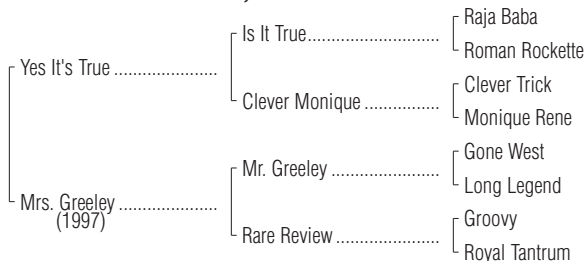 Raja Baba
Is It True
Roman Rockette
Yes It's True
Clever Trick
Clever Monique
Monique Rene
Gone West
Mr. Greeley
Long Legend
Mrs. Greeley
(1997)
Groovy
Rare Review
Royal Tantrum